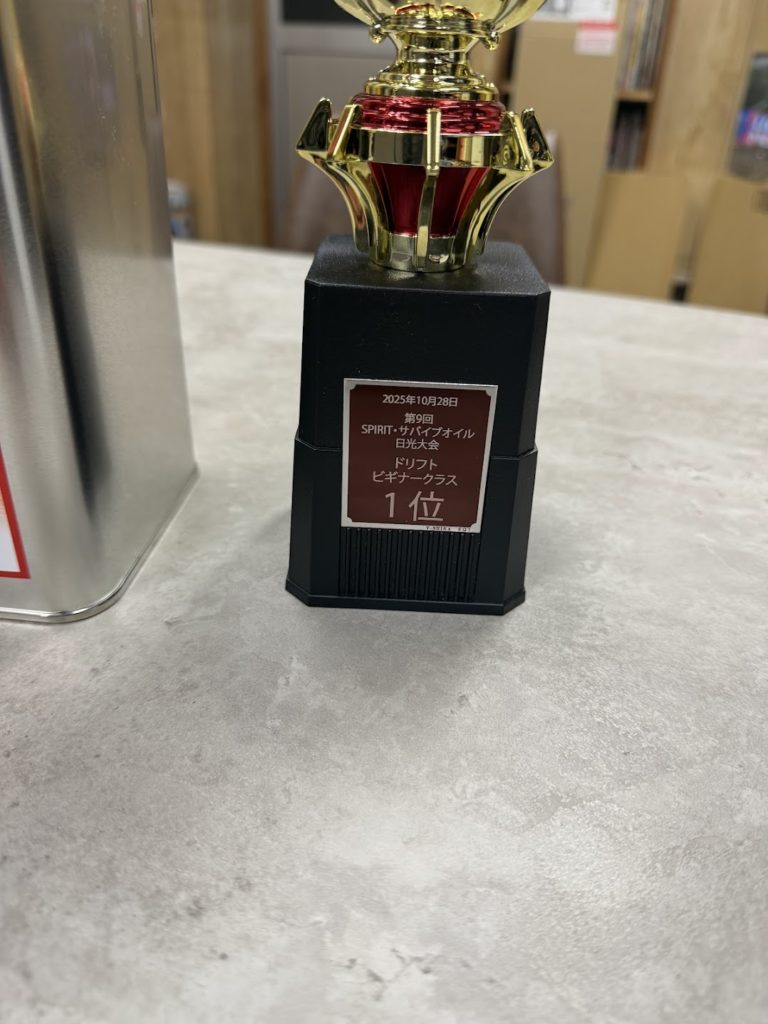 2025年10月28日
第9回
SPIRIT・サバイブオイル
日光大会
ドリフト
ビギナークラス
1位